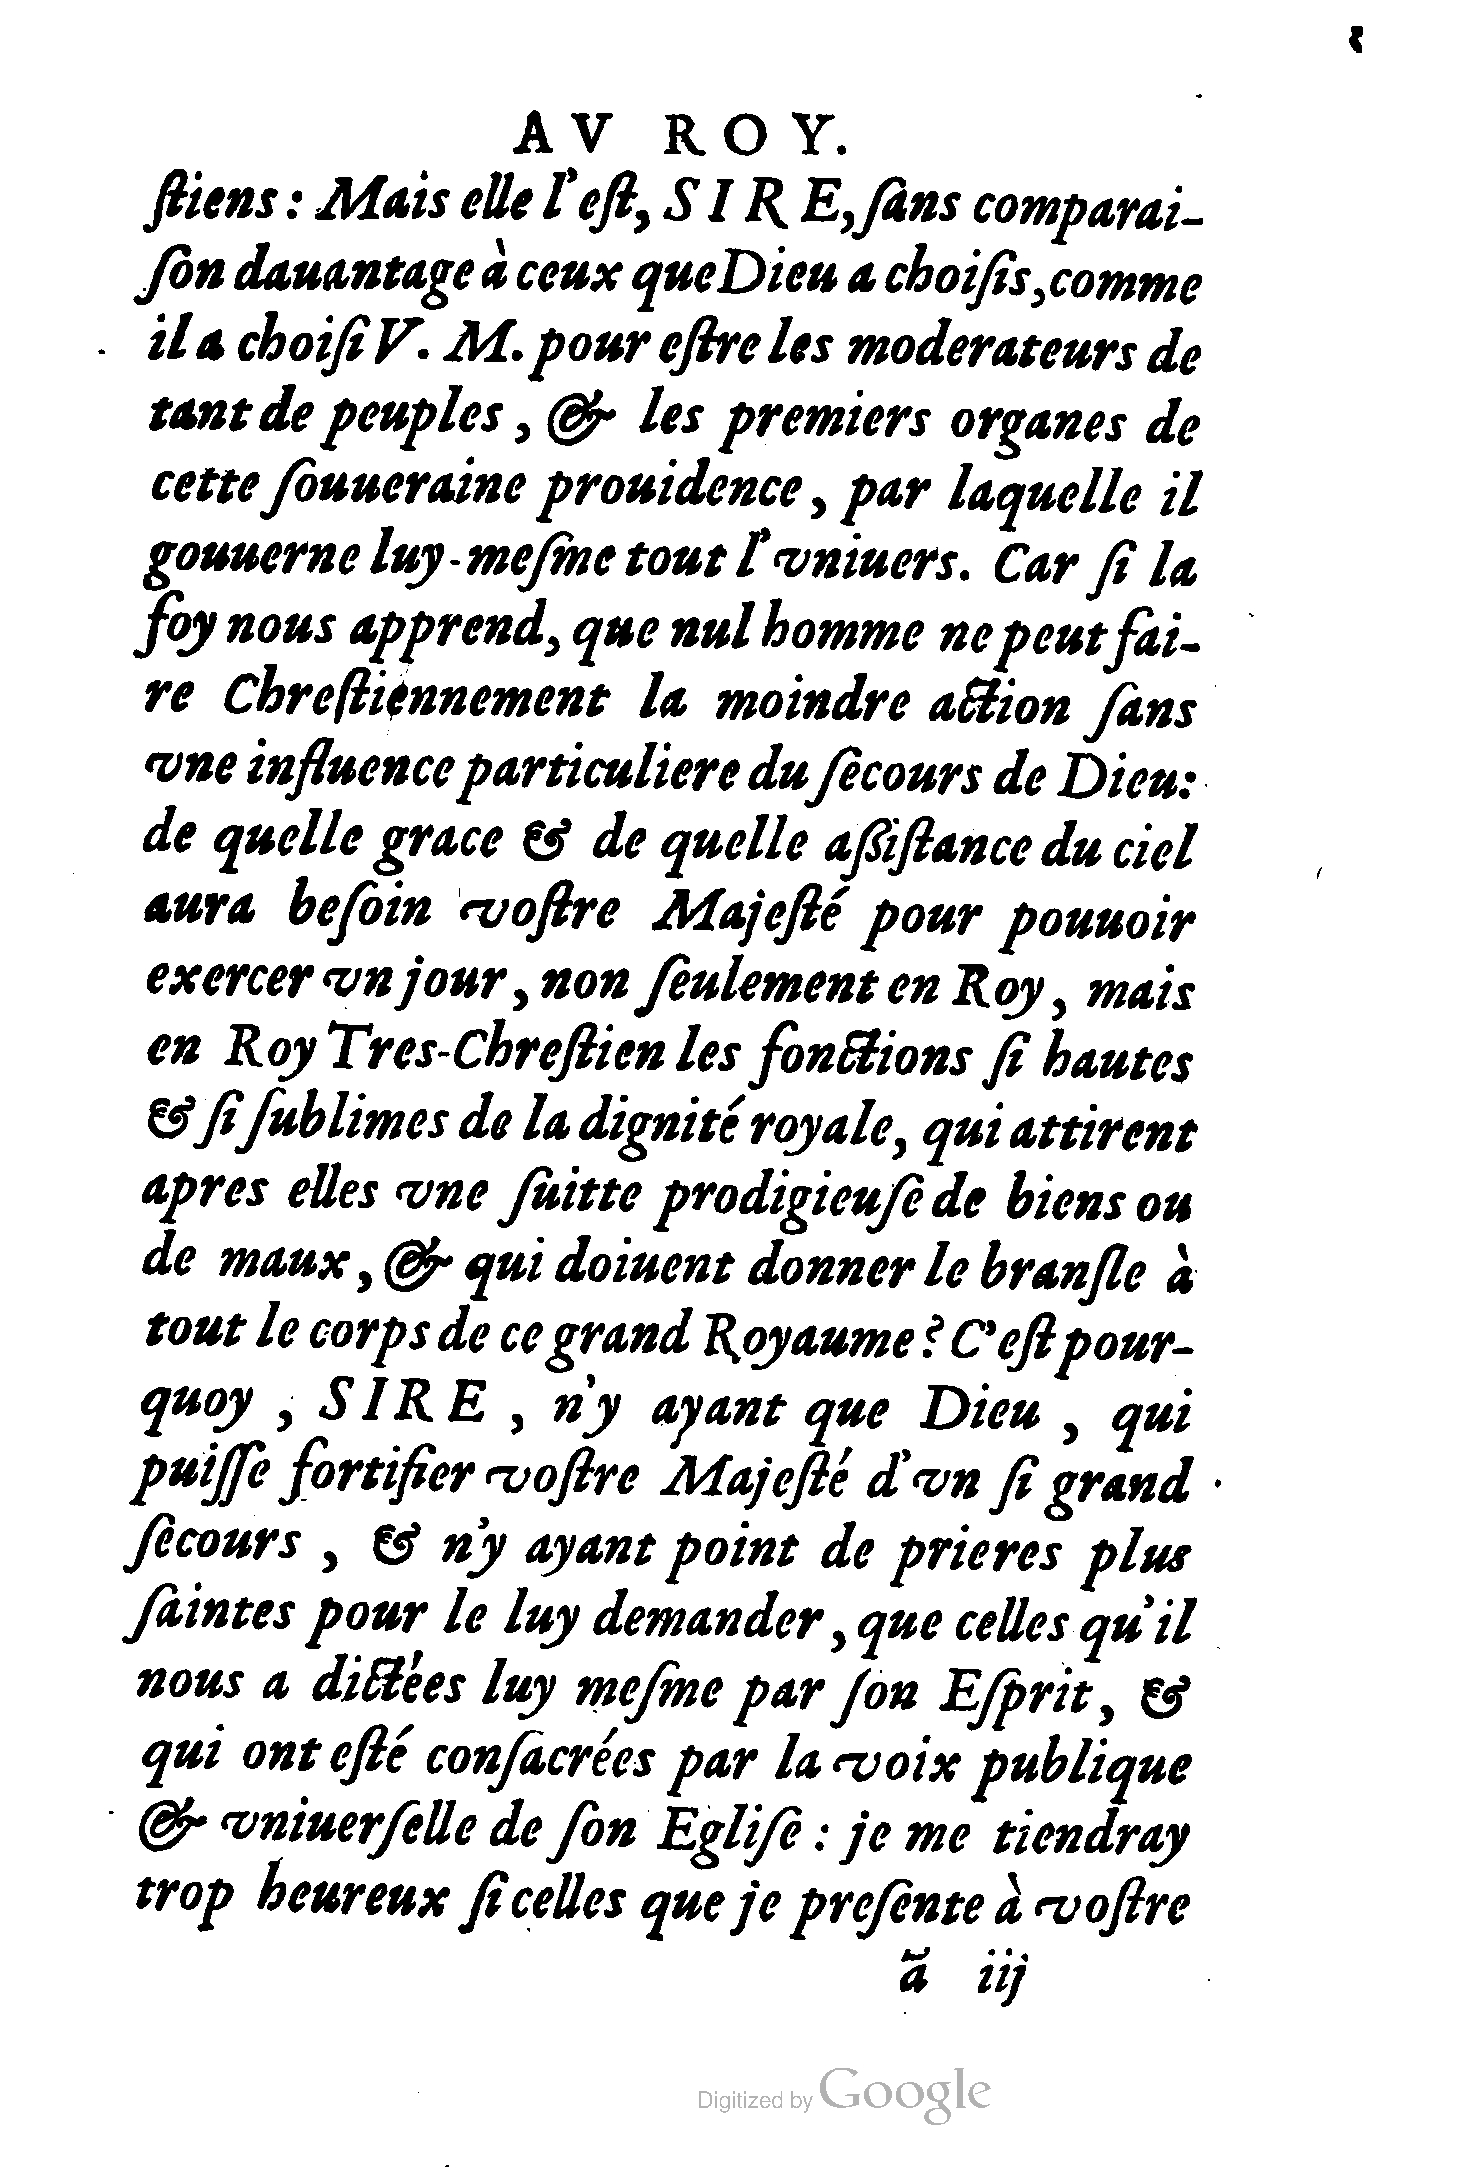 AV ROY.
ſtiens : Mais elle l'eſt, SIRE, ſans comparai-
ſon dauantage à ceux que Dieu a choiſis, comme
il a choiſi V. M. pour eſtre les moderateurs de
tant de peuples, & les premiers organes de
cette ſouueraine prouidence, par laquelle il
gouuerne luy-meſme tout l'vniuers. Car ſi la
foy nous apprend, que nul homme ne peut fai-
re Chreſtiennement la moindre action ſans
vne influence particuliere du ſecours de Dieu:
de quelle grace & de quelle aſſiſtance du ciel
aura beſoin voſtre Majeſté pour pouuoir
exercer vn jour, non ſeulement en Roy, mais
en Roy Tres-Chreſtien les fonctions ſi hautes
& ſi ſublimes de la dignité royale, qui attirent
apres elles vne ſuitte prodigieuſe de biens ou
de maux, & qui doiuent donner le branſle à
tout le corps de ce grand Royaume ? C'eſt pour-
quoy, SIRE, n'y ayant que Dieu, qui
puiſſe fortifier voſtre Majeſté d'vn ſi grand
ſecours, & n'y ayant point de prieres plus
ſaintes pour le luy demander, que celles qu'il
nous a dictées luy meſme par ſon Eſprit, &
qui ont eſté conſacrées par la voix publique
& vniuerſelle de ſon Egliſe : je me tiendray
trop heureux ſi celles que je preſente à voſtre
ã iij
Digitized by Google